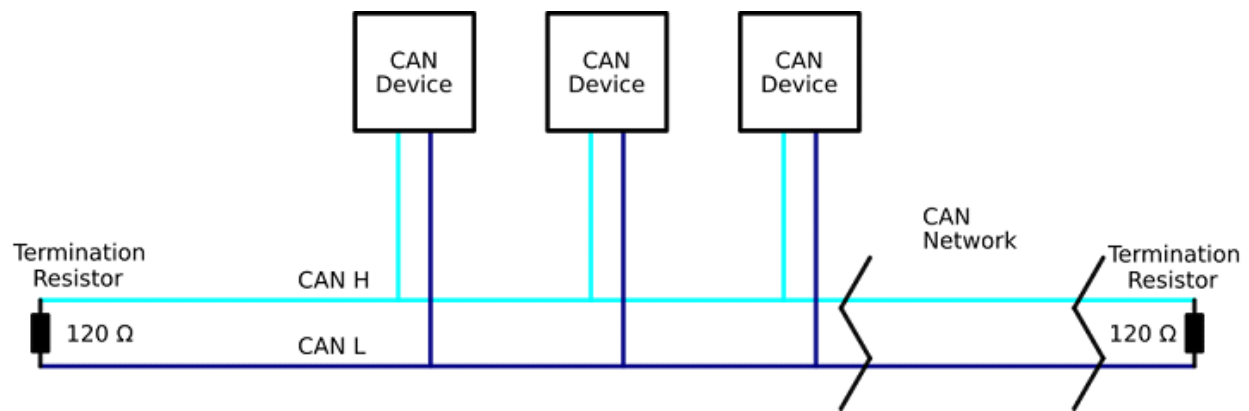 CAN
Device
CAN
Device
CAN
Device
CAN
Network
Termination
Resistor
CAN H
Termination
Resistor
120 Ω
CAN L
120 Ω